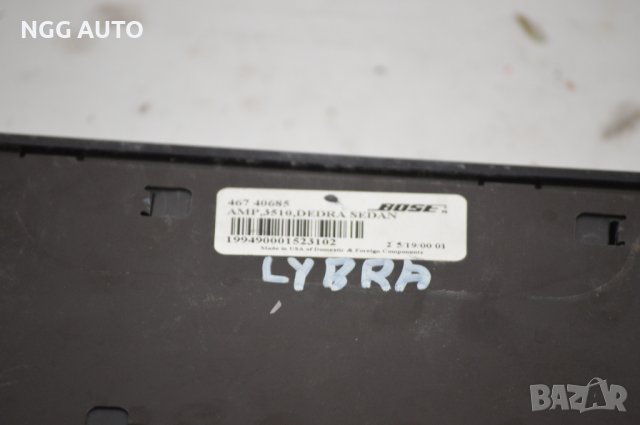 NGG AUTO
467 40685
AMP,3510,DEDRA SEDAN
BOSE
199490001523102
2 5/19/00 01
Made in USA of Domestic & Foreign Components
LYBRA
BAZAR